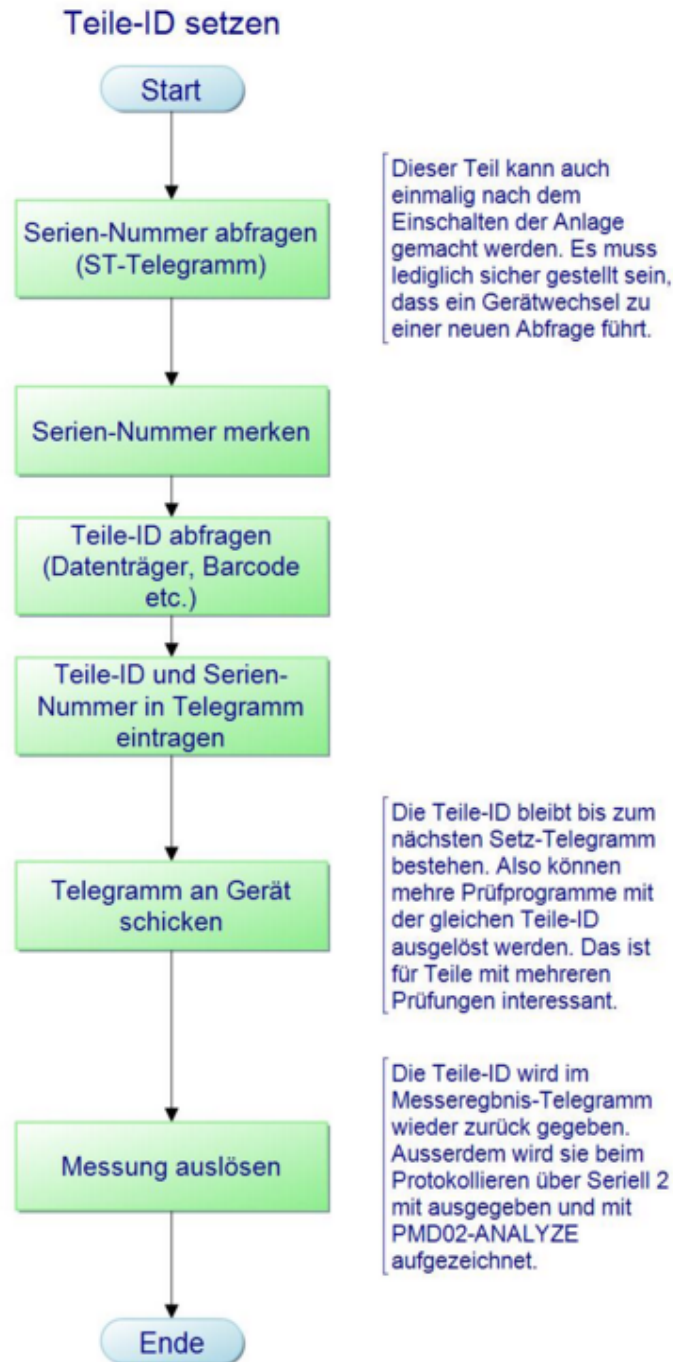 Teile-ID setzen
Start
Serien-Nummer abfragen
(ST-Telegramm)
Dieser Teil kann auch
einmalig nach dem
Einschalten der Anlage
gemacht werden. Es muss
lediglich sicher gestellt sein,
dass ein Gerätwechsel zu
einer neuen Abfrage führt.
Serien-Nummer merken
Teile-ID abfragen
(Datenträger, Barcode
etc.)
Teile-ID und Serien-
Nummer in Telegramm
eintragen
Telegramm an Gerät
schicken
Die Teile-ID bleibt bis zum
nächsten Setz-Telegramm
bestehen. Also können
mehre Prüfprogramme mit
der gleichen Teile-ID
ausgelöst werden. Das ist
für Teile mit mehreren
Prüfungen interessant.
Messung auslösen
Die Teile-ID wird im
Messeregbnis-Telegramm
wieder zurück gegeben.
Ausserdem wird sie beim
Protokollieren über Seriell 2
mit ausgegeben und mit
PMD02-ANALYZE
aufgezeichnet.
Ende